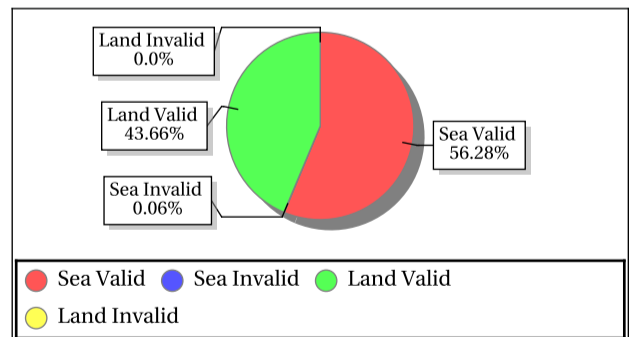 Land Invalid
0.0%
Land Valid
43.66%
Sea Valid
56.28%
Sea Invalid
0.06%
Sea Valid Sea Invalid Land Valid
Land Invalid